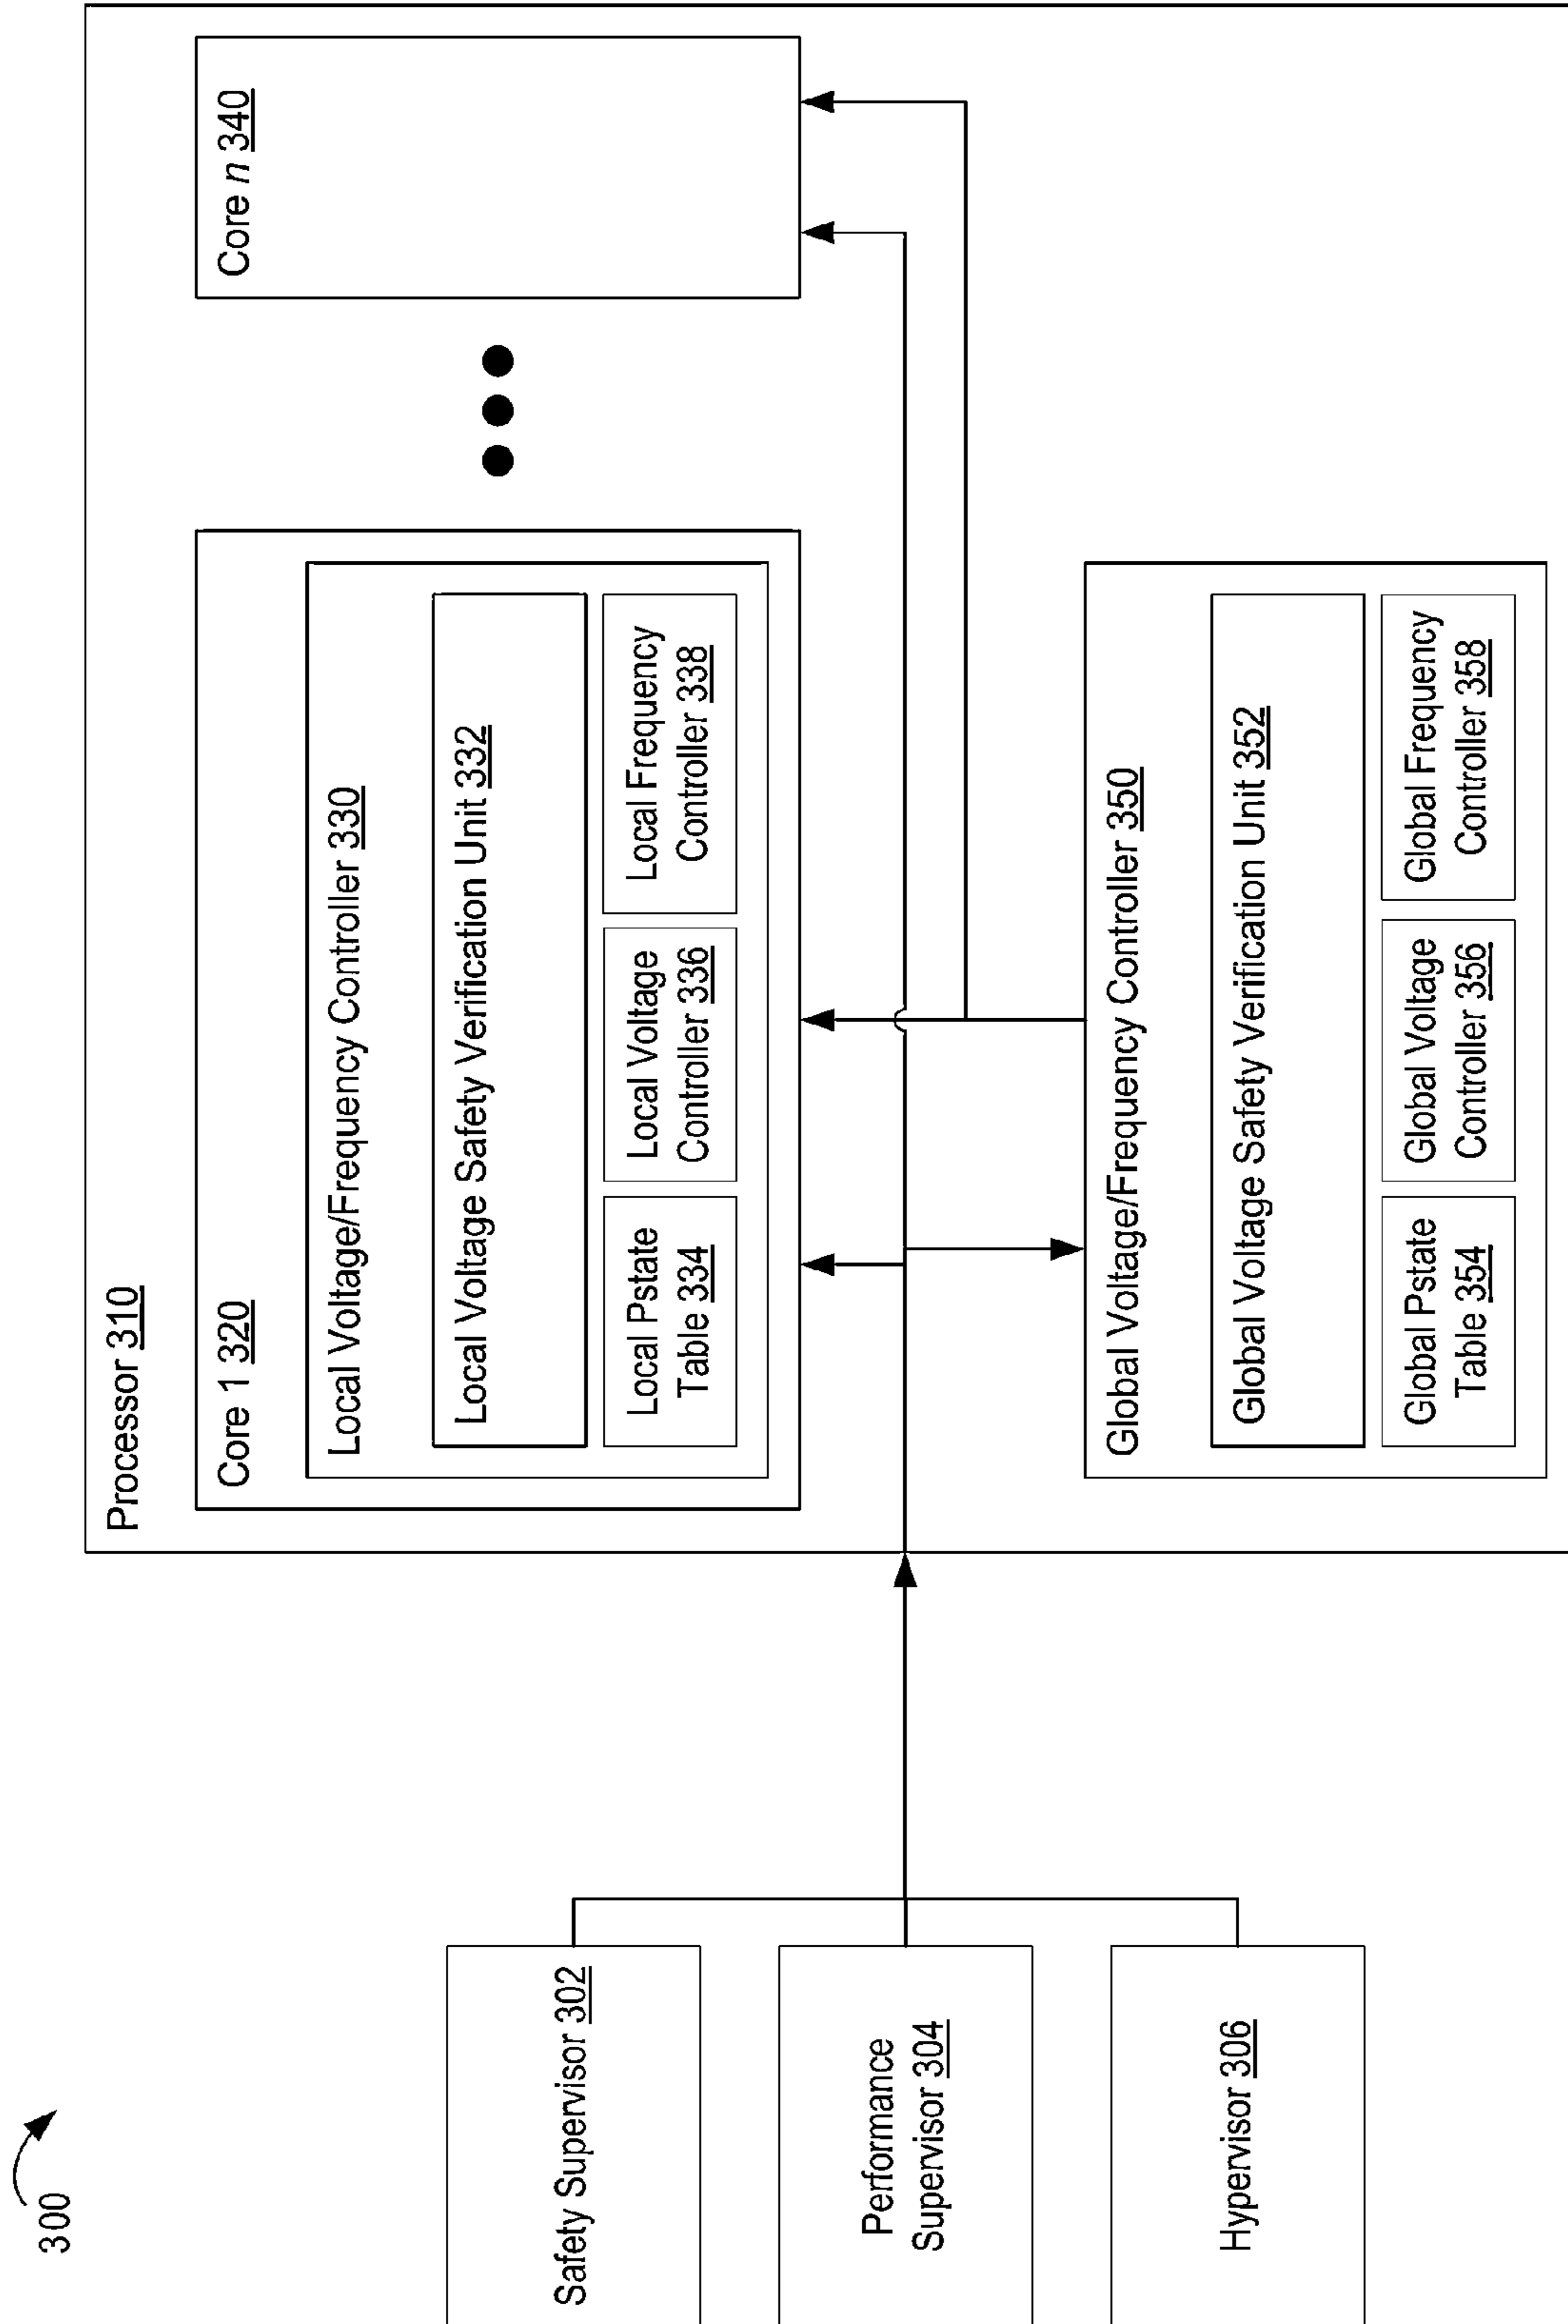 300
Safety Supervisor 302
Performance
Supervisor 304
Hypervisor 306
Processor 310
Core 1 320
Local Voltage/Frequency Controller 330
Local Voltage Safety Verification Unit 332
Local Pstate
Table 334
Local Voltage
Controller 336
Local Frequency
Controller 338
Core n 340
Global Voltage/Frequency Controller 350
Global Voltage Safety Verification Unit 352
Global Pstate
Table 354
Global Voltage
Controller 356
Global Frequency
Controller 358